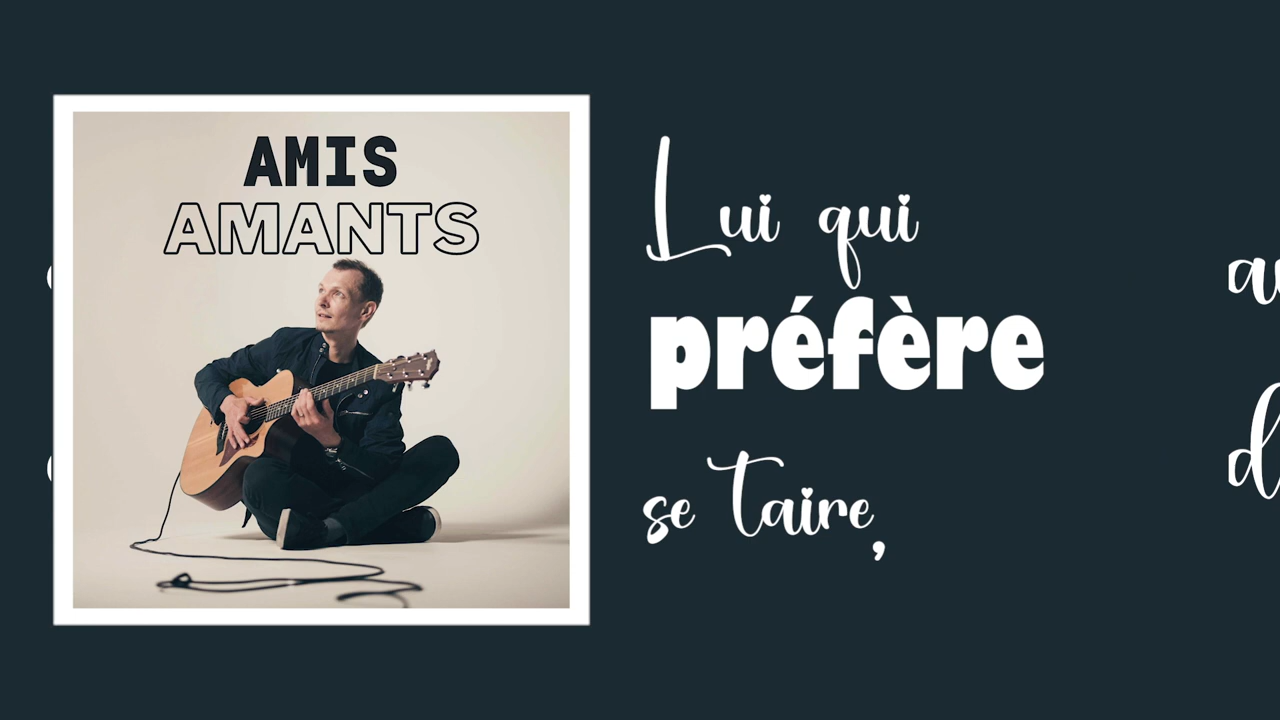 AMIS
AMANTS
Lui qui
préfère
se taire,